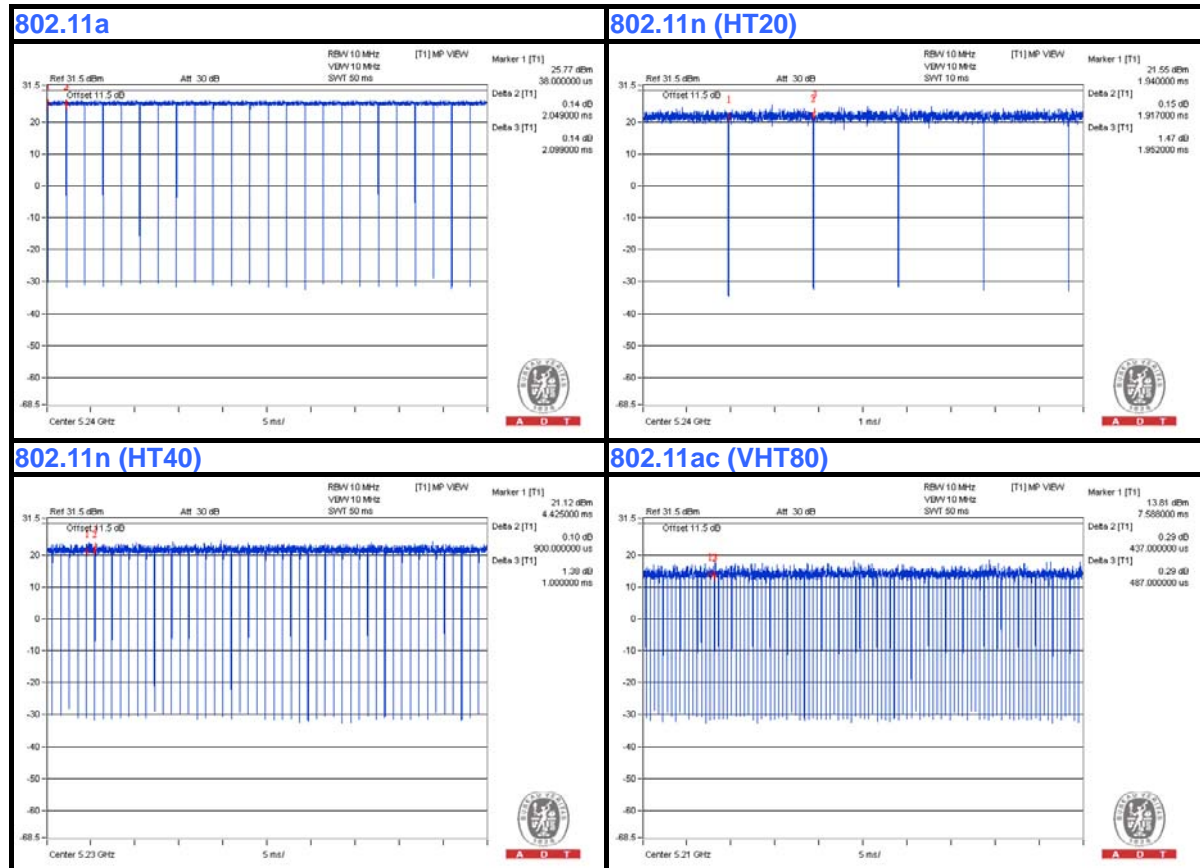 802.11a
RBW 10 MHz
[T1] MP VIEW
VBW 10 MHz
SWT 50 ms
Ref 31.5 dBm
Att 30 dB
Marker 1 [T1]
25.77 dBm
38.000000 us
Delta 2 [T1]
0.14 dB
2.049000 ms
Delta 3 [T1]
0.14 dB
2.099000 ms
31.5
Offset 11.5 dB
20
10
0
-10
-20
-30
-40
-50
-60
-68.5
Center 5.24 GHz
5 ms/
A D T
802.11n (HT20)
RBW 10 MHz
[T1] MP VIEW
VBW 10 MHz
SWT 10 ms
Ref 31.5 dBm
Att 30 dB
Marker 1 [T1]
21.55 dBm
1.940000 ms
Delta 2 [T1]
0.15 dB
1.917000 ms
Delta 3 [T1]
1.47 dB
1.952000 ms
31.5
Offset 11.5 dB
1
20
10
0
-10
-20
-30
-40
-50
-60
-68.5
Center 5.24 GHz
1 ms/
A D T
802.11n (HT40)
RBW 10 MHz
[T1] MP VIEW
VBW 10 MHz
SWT 50 ms
Ref 31.5 dBm
Att 30 dB
Marker 1 [T1]
21.12 dBm
4.425000 ms
Delta 2 [T1]
0.10 dB
900.000000 us
Delta 3 [T1]
1.38 dB
1.000000 ms
31.5
Offset 11.5 dB
20
10
0
-10
-20
-30
-40
-50
-60
-68.5
Center 5.23 GHz
5 ms/
A D T
802.11ac (VHT80)
RBW 10 MHz
[T1] MP VIEW
VBW 10 MHz
SWT 50 ms
Ref 31.5 dBm
Att 30 dB
Marker 1 [T1]
13.81 dBm
7.588000 ms
Delta 2 [T1]
0.29 dB
437.000000 us
Delta 3 [T1]
0.29 dB
487.000000 us
31.5
Offset 11.5 dB
20
10
0
-10
-20
-30
-40
-50
-60
-68.5
Center 5.21 GHz
5 ms/
A D T